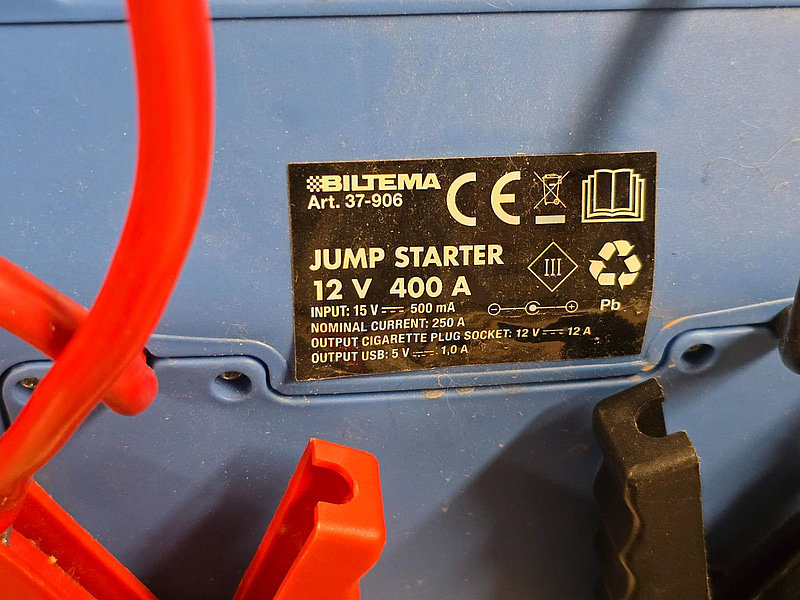 BILTEMA
Art. 37-906
CE
JUMP STARTER
12 V 400 A
III
INPUT: 15 V ⎓ 500 mA
Pb
NOMINAL CURRENT: 250 A
OUTPUT CIGARETTE PLUG SOCKET: 12 V ⎓ 12 A
OUTPUT USB: 5 V ⎓ 1,0 A